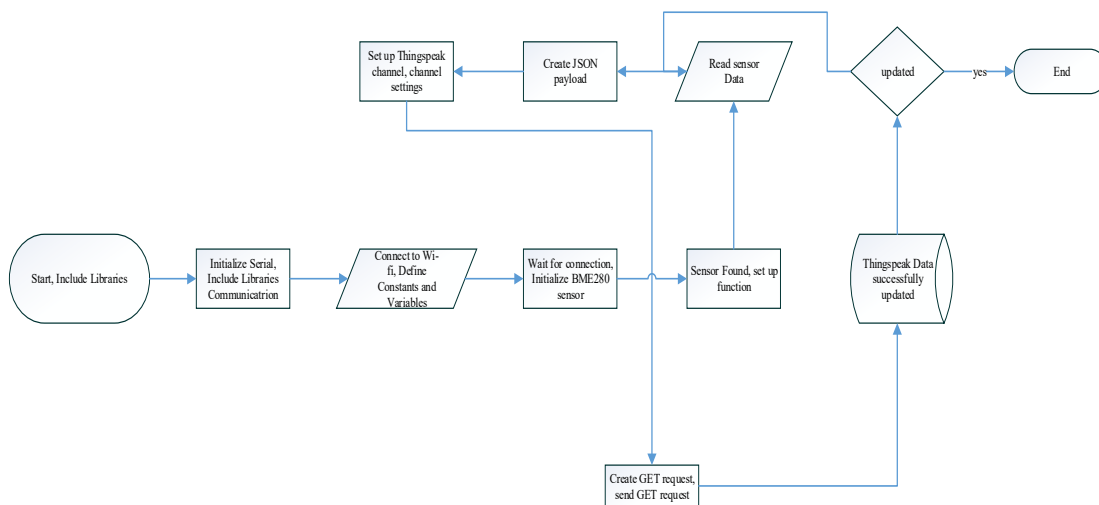 Set up Thingspeak
channel, channel
settings
Create JSON
payload
Read sensor
Data
updated
yes
End
Start, Include Libraries
Initialize Serial,
Include Libraries
Communicatrion
Connect to Wi-
fi, Define
Constants and
Variables
Wait for connection,
Initialize BME280
sensor
Sensor Found, set up
function
Thingspeak Data
successfully
updated
Create GET request,
send GET request